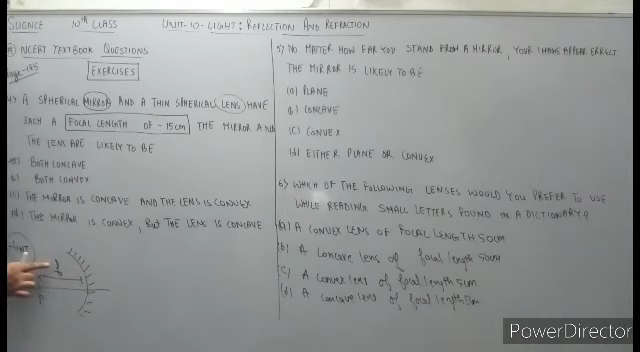 SCIENCE 10TH CLASS UNIT-10-LIGHT: REFLECTION AND REFRACTION
NCERT TEXTBOOK QUESTIONS
EXERCISES
4) A SPHERICAL MIRROR AND A THIN SPHERICAL LENS HAVE
EACH A FOCAL LENGTH OF -15cm THE MIRROR AND
THE LENS ARE LIKELY TO BE
(a) BOTH CONCAVE
(b) BOTH CONVEX
(c) THE MIRROR IS CONCAVE AND THE LENS IS CONVEX
(d) THE MIRROR IS CONVEX, BUT THE LENS IS CONCAVE
5) NO MATTER HOW FAR YOU STAND FROM A MIRROR, YOUR IMAGE APPEAR ERRECT
THE MIRROR IS LIKELY TO BE
(a) PLANE
(b) CONCAVE
(c) CONVEX
(d) EITHER PLANE OR CONVEX
6) WHICH OF THE FOLLOWING LENSES WOULD YOU PREFER TO USE
WHILE READING SMALL LETTERS FOUND IN A DICTIONARY?
(a) A CONVEX LENS OF FOCAL LENGTH 50cm
(b) A concave lens of focal length 50cm
(c) A convex lens of focal length 5cm
(d) A concave lens of focal length 5cm
PowerDirector